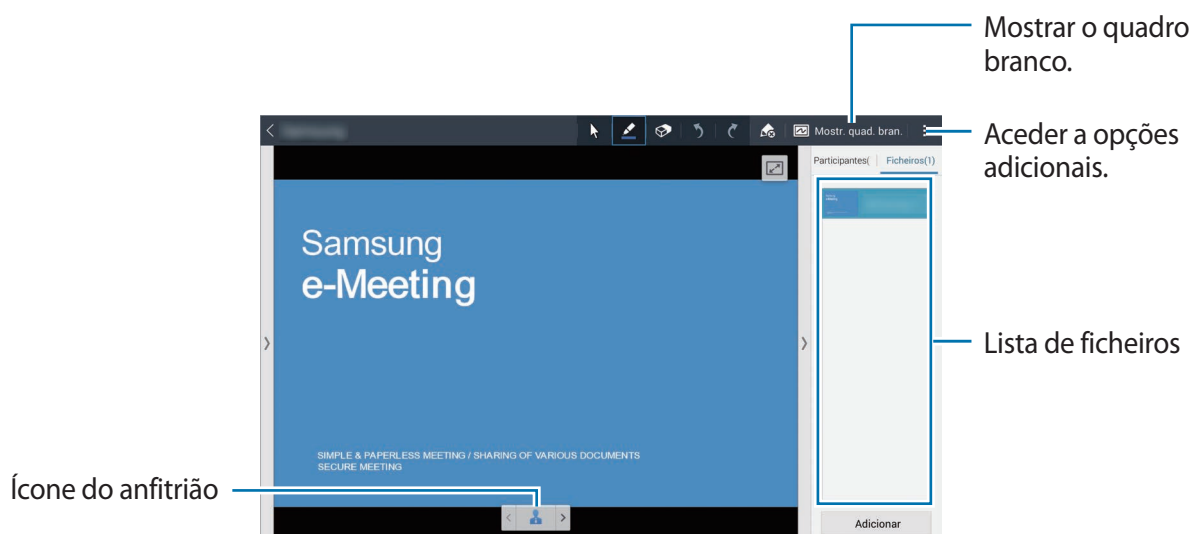 Mostrar o quadro
branco.
Mostr. quad. bran.
Aceder a opções
adicionais.
Participantes(
Ficheiros(1)
Samsung
e-Meeting
Lista de ficheiros
SIMPLE & PAPERLESS MEETING / SHARING OF VARIOUS DOCUMENTS
SECURE MEETING
Ícone do anfitrião
Adicionar